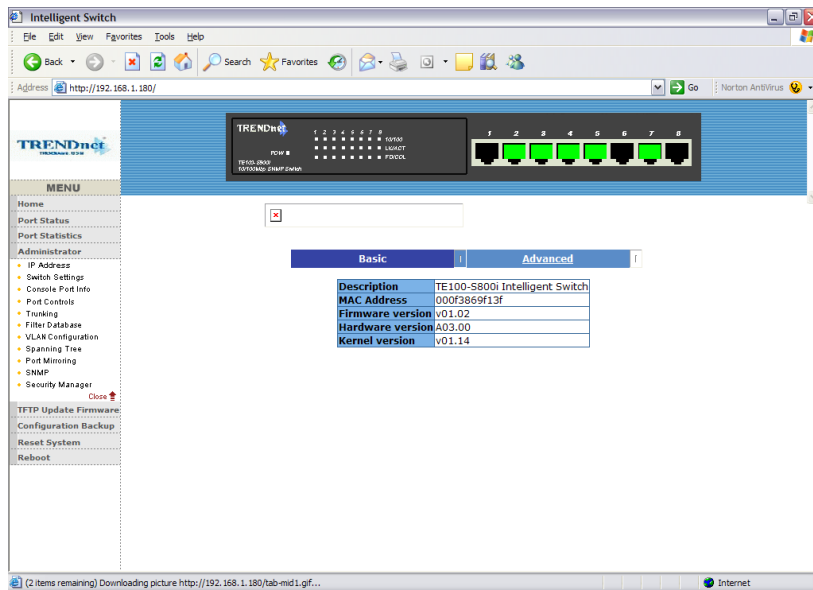 Intelligent Switch
File Edit View Favorites Tools Help
Back Search Favorites
Address http://192.168.1.180/ Go Norton AntiVirus
TRENDnet
TRENDnet
1 2 3 4 5 6 7 8
10/100
LK/ACT
FD/COL
POW
TE100-S800i
10/100Mbps SNMP Switch
1 2 3 4 5 6 7 8
MENU
Home
Port Status
Port Statistics
Administrator
IP Address
Switch Settings
Console Port Info
Port Controls
Trunking
Filter Database
VLAN Configuration
Spanning Tree
Port Mirroring
SNMP
Security Manager
Close
TFTP Update Firmware
Configuration Backup
Reset System
Reboot
Basic Advanced
Description TE100-S800i Intelligent Switch
MAC Address 000f3869f13f
Firmware version v01.02
Hardware version A03.00
Kernel version v01.14
(2 items remaining) Downloading picture http://192.168.1.180/tab-mid1.gif... Internet